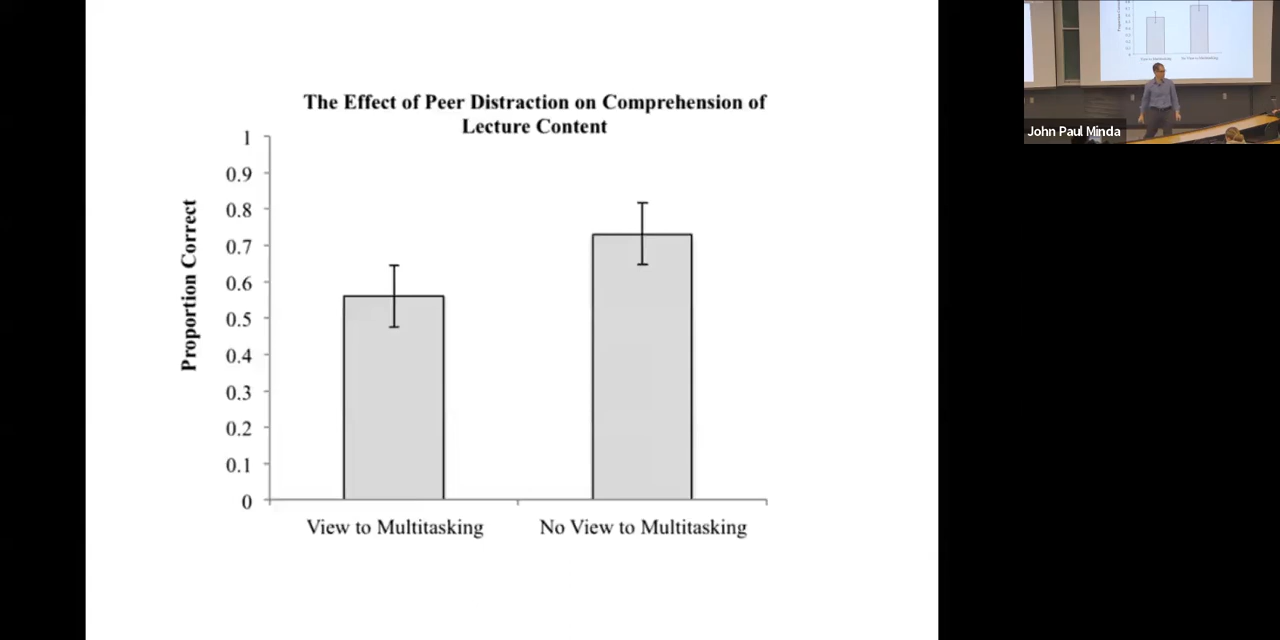 The Effect of Peer Distraction on Comprehension of
Lecture Content
Proportion Correct
1
0.9
0.8
0.7
0.6
0.5
0.4
0.3
0.2
0.1
0
View to Multitasking
No View to Multitasking
John Paul Minda